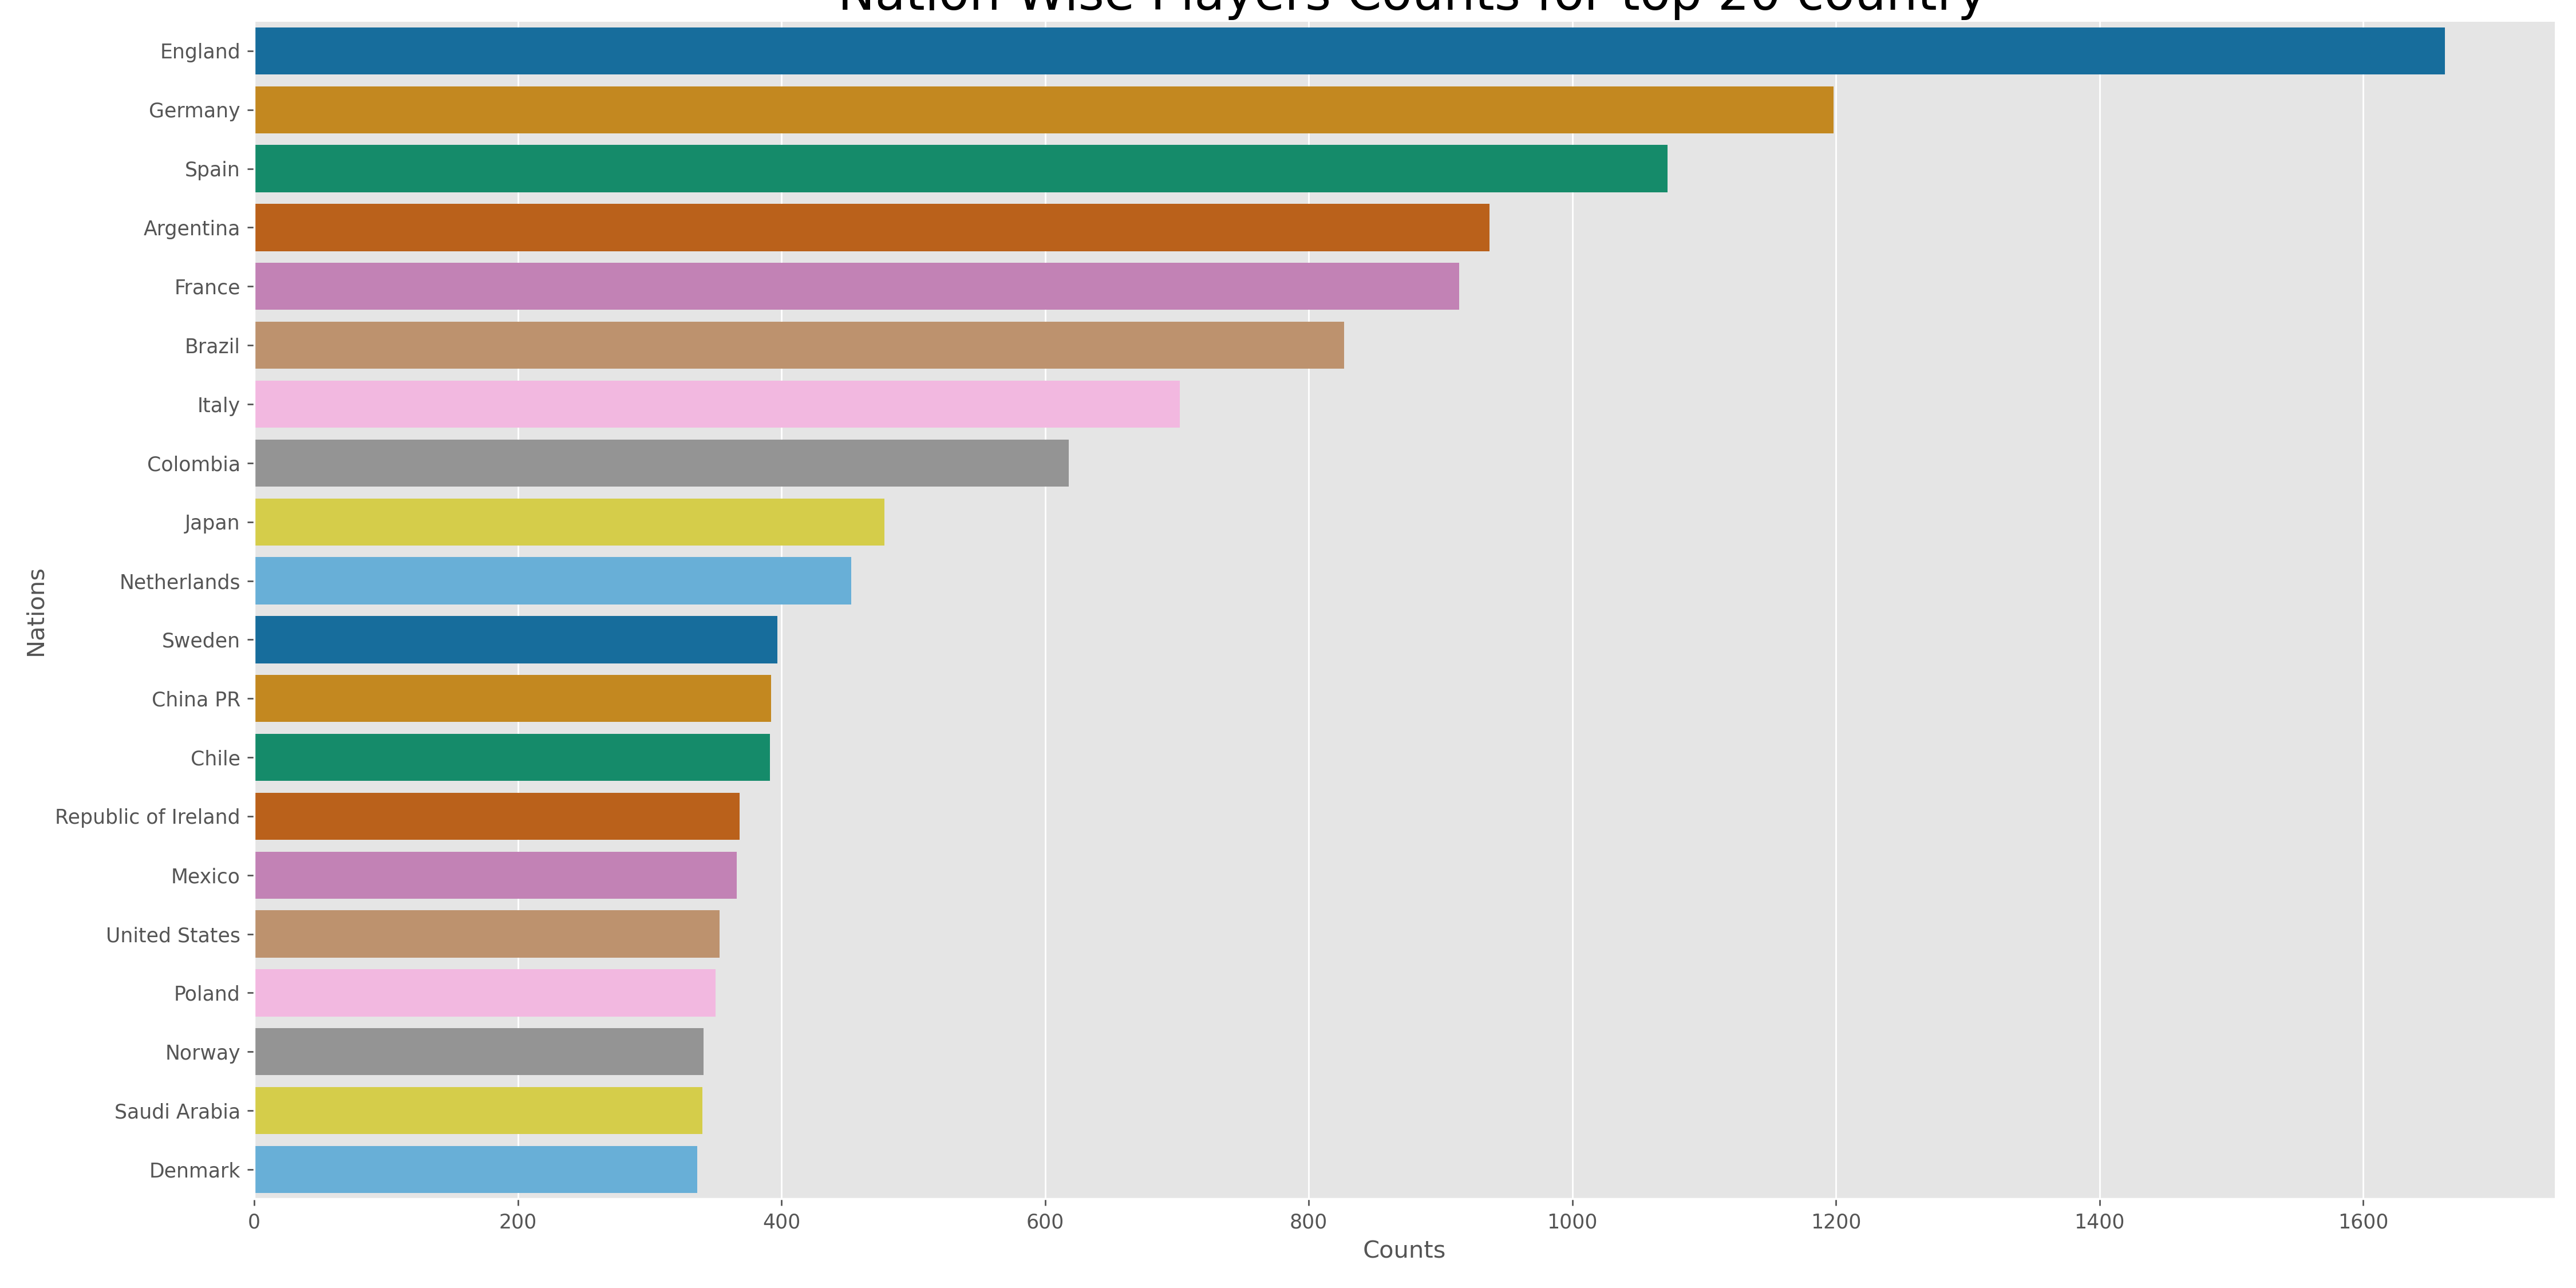 Nation Wise Players Counts for top 20 country
England
Germany
Spain
Argentina
France
Brazil
Italy
Colombia
Japan
Netherlands
Sweden
China PR
Chile
Republic of Ireland
Mexico
United States
Poland
Norway
Saudi Arabia
Denmark
Nations
0 200 400 600 800 1000 1200 1400 1600
Counts